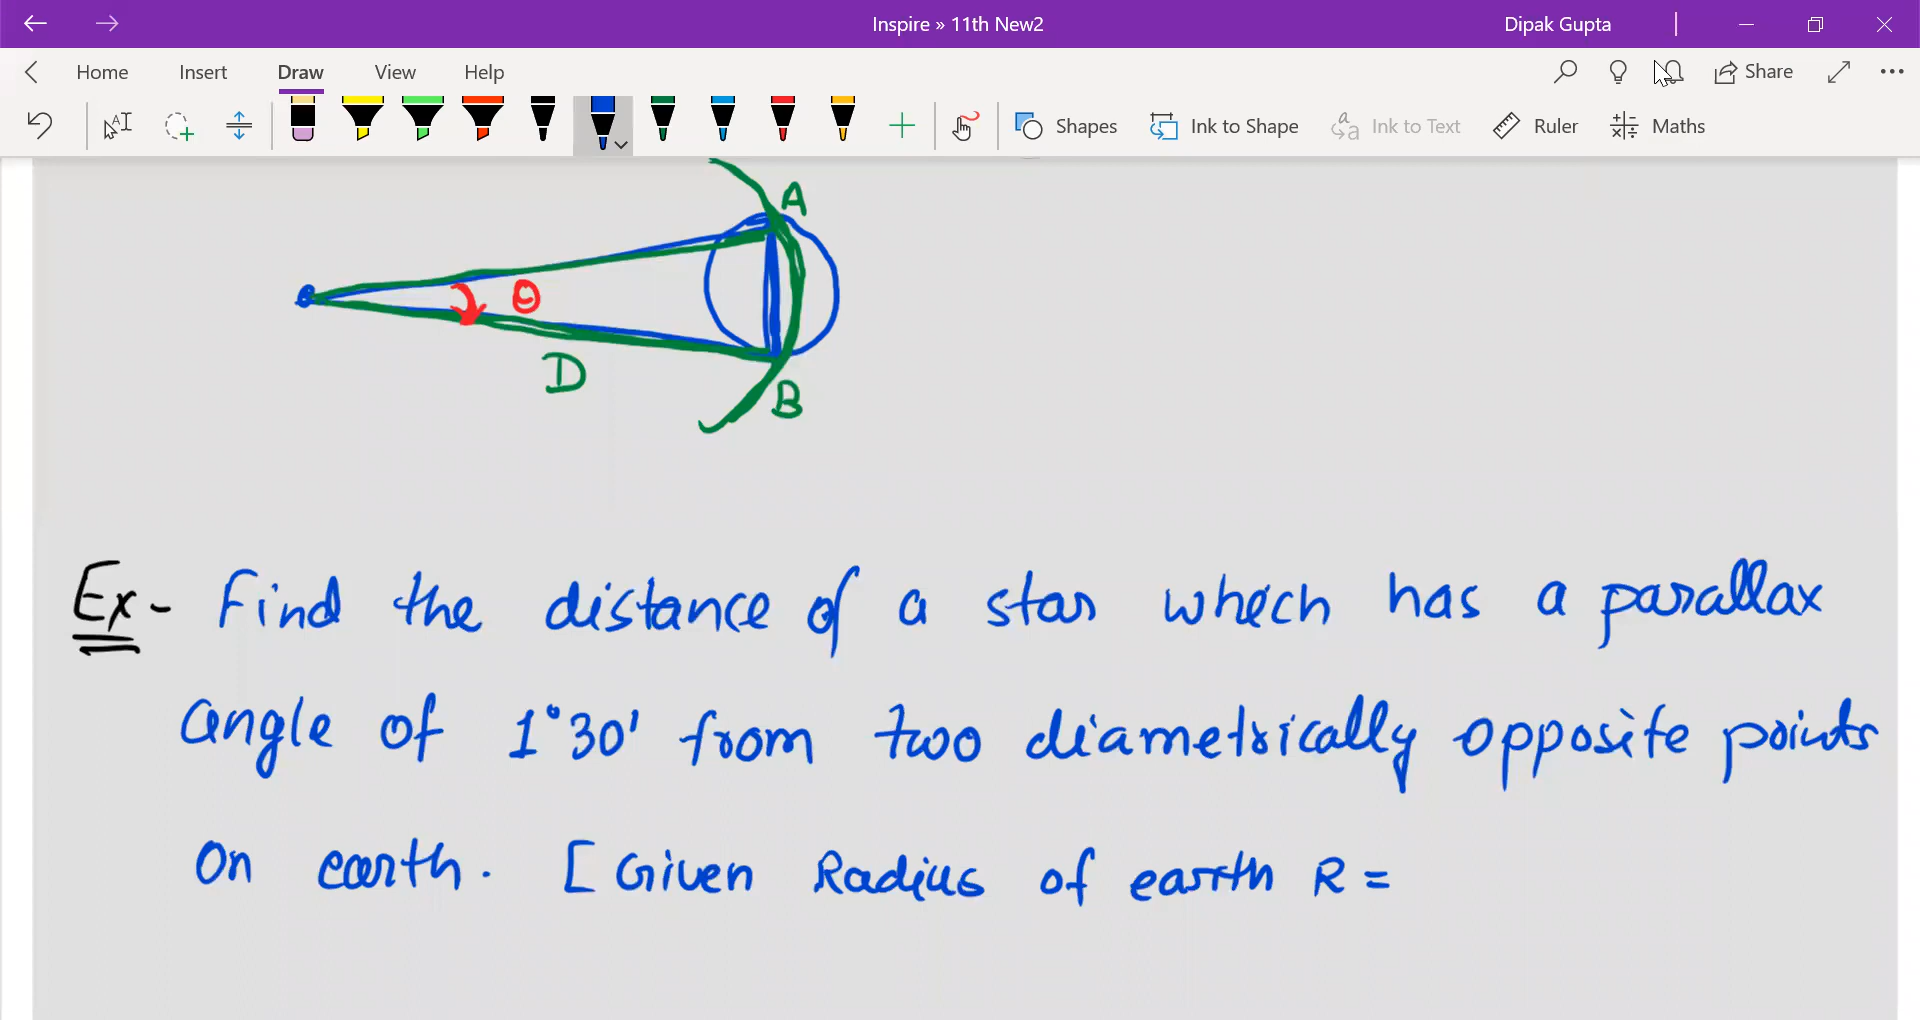 Inspire » 11th New2
Dipak Gupta
Home Insert Draw View Help
Share
Shapes Ink to Shape Ink to Text Ruler Maths
A
θ
D
B
Ex - Find the distance of a star which has a parallax
angle of 1°30' from two diametrically opposite points
on earth. [Given Radius of earth R =